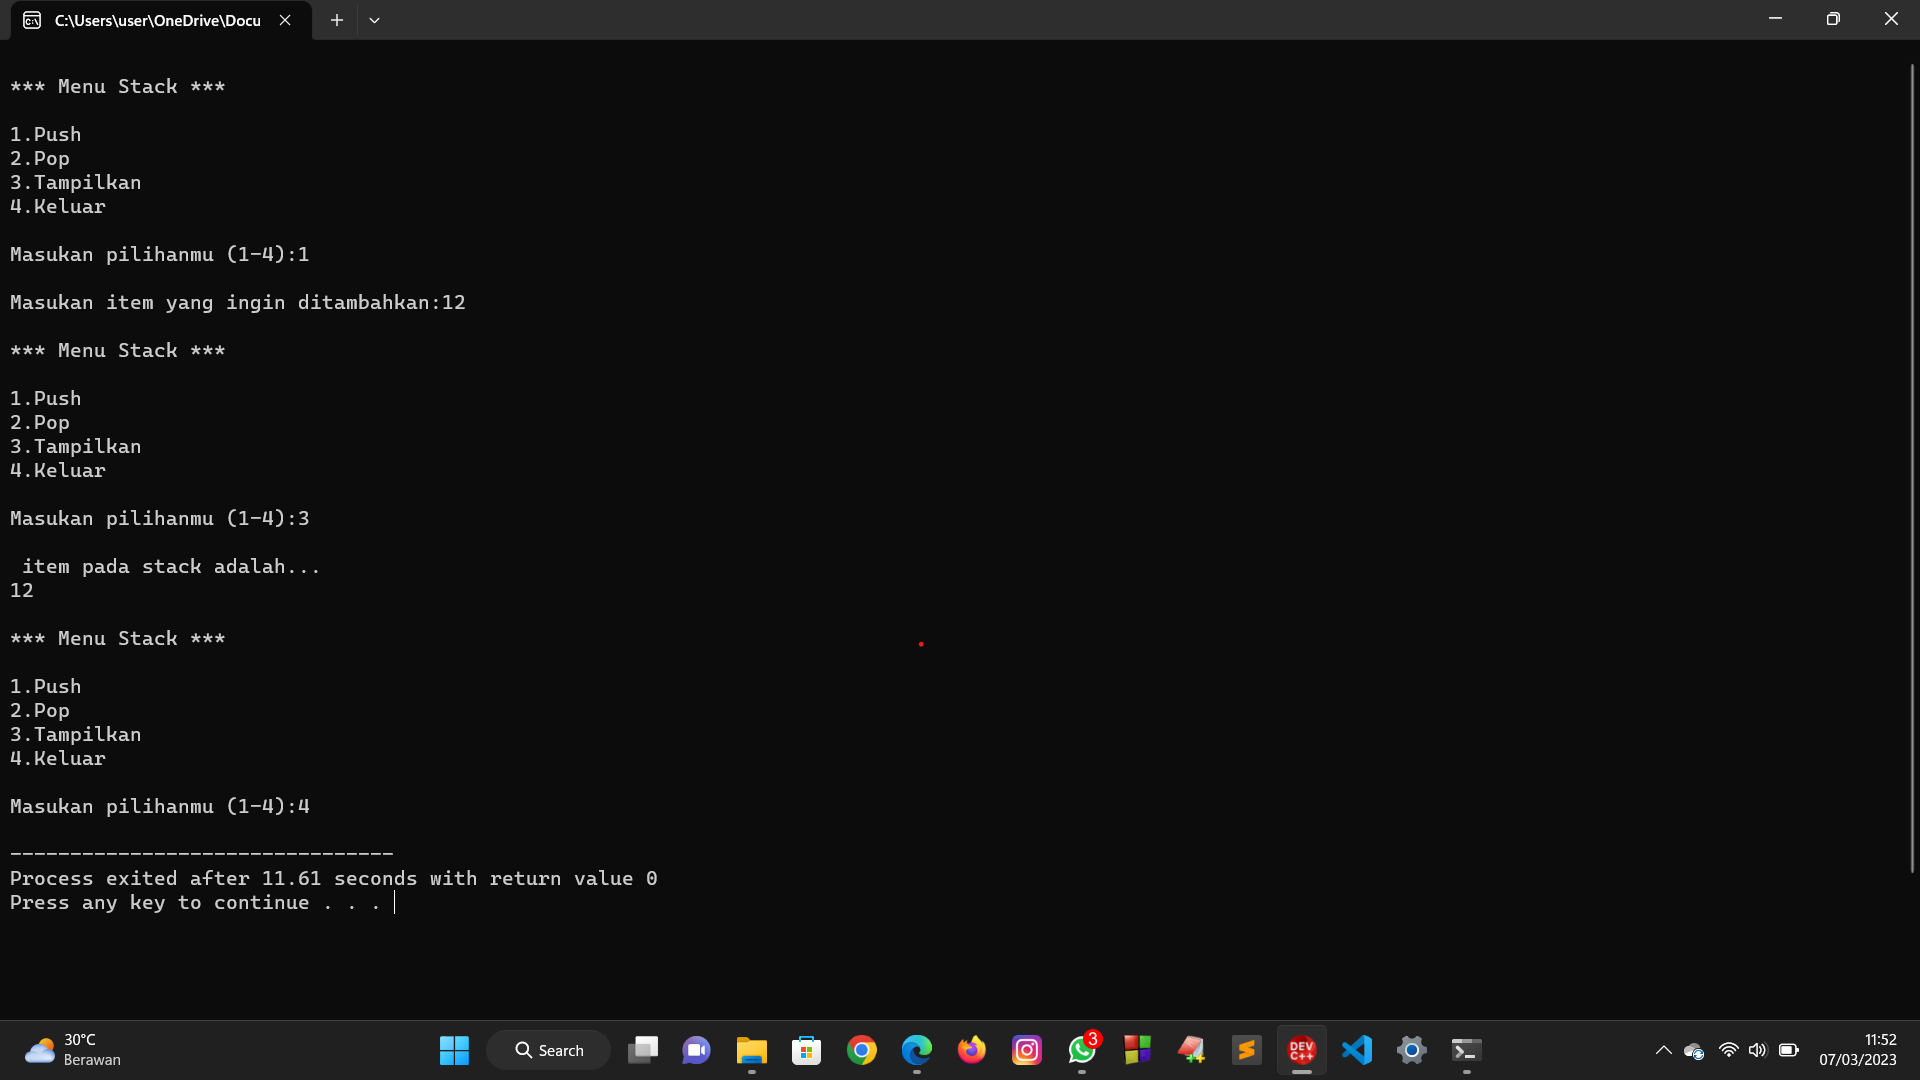 C:\Users\user\OneDrive\Docu
*** Menu Stack ***
1.Push
2.Pop
3.Tampilkan
4.Keluar
Masukan pilihanmu (1-4):1
Masukan item yang ingin ditambahkan:12
*** Menu Stack ***
1.Push
2.Pop
3.Tampilkan
4.Keluar
Masukan pilihanmu (1-4):3
item pada stack adalah...
12
*** Menu Stack ***
1.Push
2.Pop
3.Tampilkan
4.Keluar
Masukan pilihanmu (1-4):4
--------------------------------
Process exited after 11.61 seconds with return value 0
Press any key to continue . . .
30°C
Berawan
Search
3
DEV
C++
11:52
07/03/2023